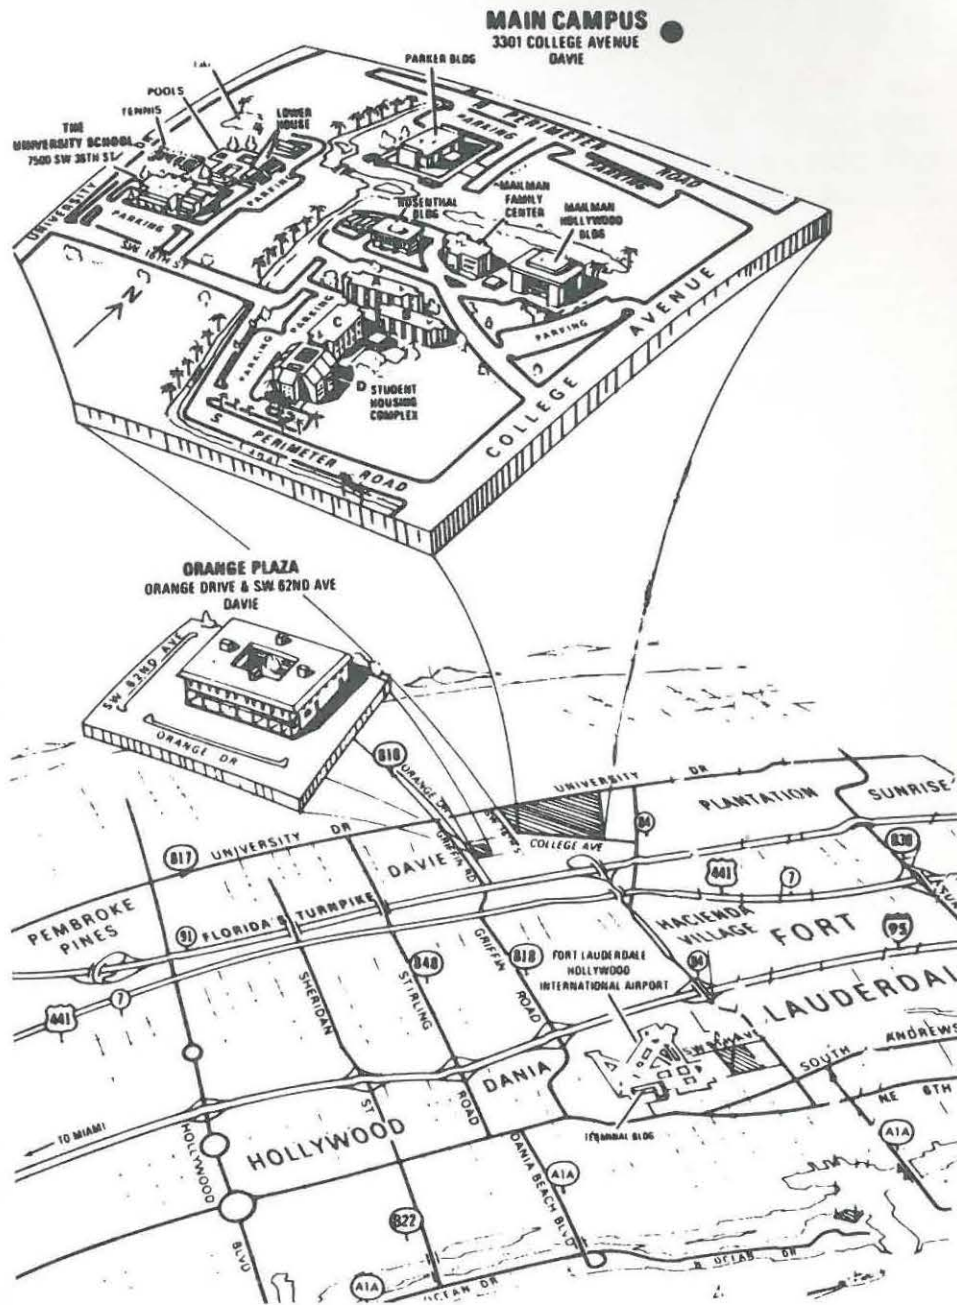 MAIN CAMPUS
3301 COLLEGE AVENUE
DAVIE
PARKER BLDG
POOLS
TENNIS
LOWER
HOUSE
THE
UNIVERSITY SCHOOL
7500 SW 36TH ST
PARKING
PERIMETER
ROAD
PARKING
PARKING
MAILMAN
FAMILY
CENTER
MAILMAN
HOLLYWOOD
BLDG
ROSENTHAL
BLDG
UNIVERSITY
PARKING
N
A
B
C
D
PARKING
PARKING
PARKING
STUDENT
HOUSING
COMPLEX
S
PERIMETER ROAD
COLLEGE AVENUE
ORANGE PLAZA
ORANGE DRIVE & S.W. 62ND AVE
DAVIE
SW 62ND AVE
ORANGE DR
818
ORANGE DR
UNIVERSITY DR
PLANTATION
SUNRISE
84
COLLEGE AVE
GRIFFIN RD
817
UNIVERSITY DR
DAVIE
838
441
7
PEMBROKE
PINES
91
FLORIDA'S TURNPIKE
HACIENDA
VILLAGE
FORT
95
848
GRIFFIN
818
FORT LAUDERDALE
HOLLYWOOD
INTERNATIONAL AIRPORT
84
441
7
SHERIDAN
STIRLING
ROAD
LAUDERDAL
DANIA
SOUTH
ANDREWS
ST
ROAD
N.E. 6TH
TO MIAMI
HOLLYWOOD
TERMINAL BLDG
A1A
HOLLYWOOD
BLVD
DANIA BEACH BLVD
A1A
822
A1A
OCEAN DR